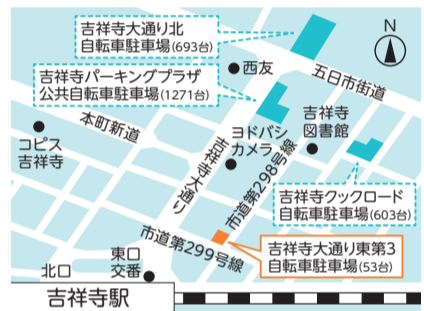 吉祥寺大通り北
自転車駐車場(693台)
N
吉祥寺パーキングプラザ
公共自転車駐車場(1271台)
西友
五日市街道
本町新道
コピス
吉祥寺
吉祥寺大通り
ヨドバシ
カメラ
吉祥寺
図書館
市道第298号線
吉祥寺クックロード
自転車駐車場(603台)
市道第299号線
吉祥寺大通り東第3
自転車駐車場(53台)
北口
東口
交番
吉祥寺駅